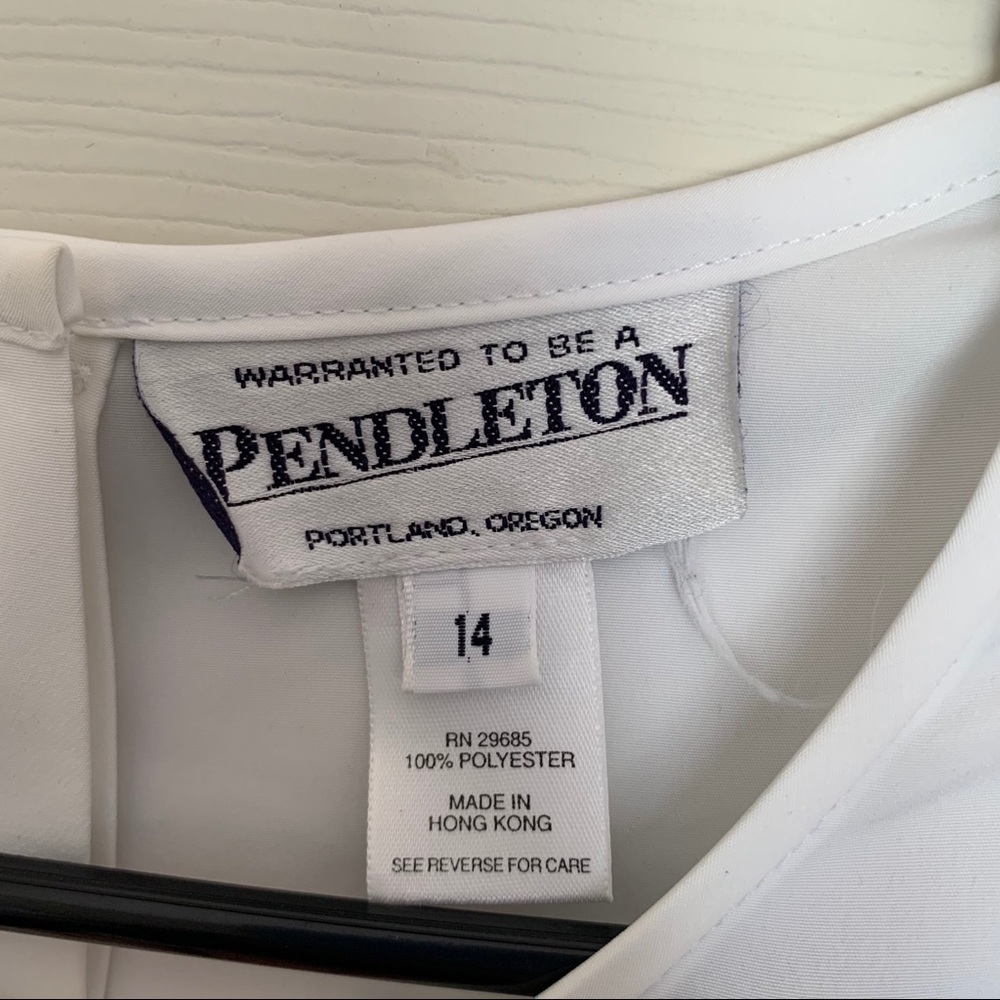 WARRANTED TO BE A
PENDLETON
PORTLAND, OREGON
14
RN 29685
100% POLYESTER
MADE IN
HONG KONG
SEE REVERSE FOR CARE